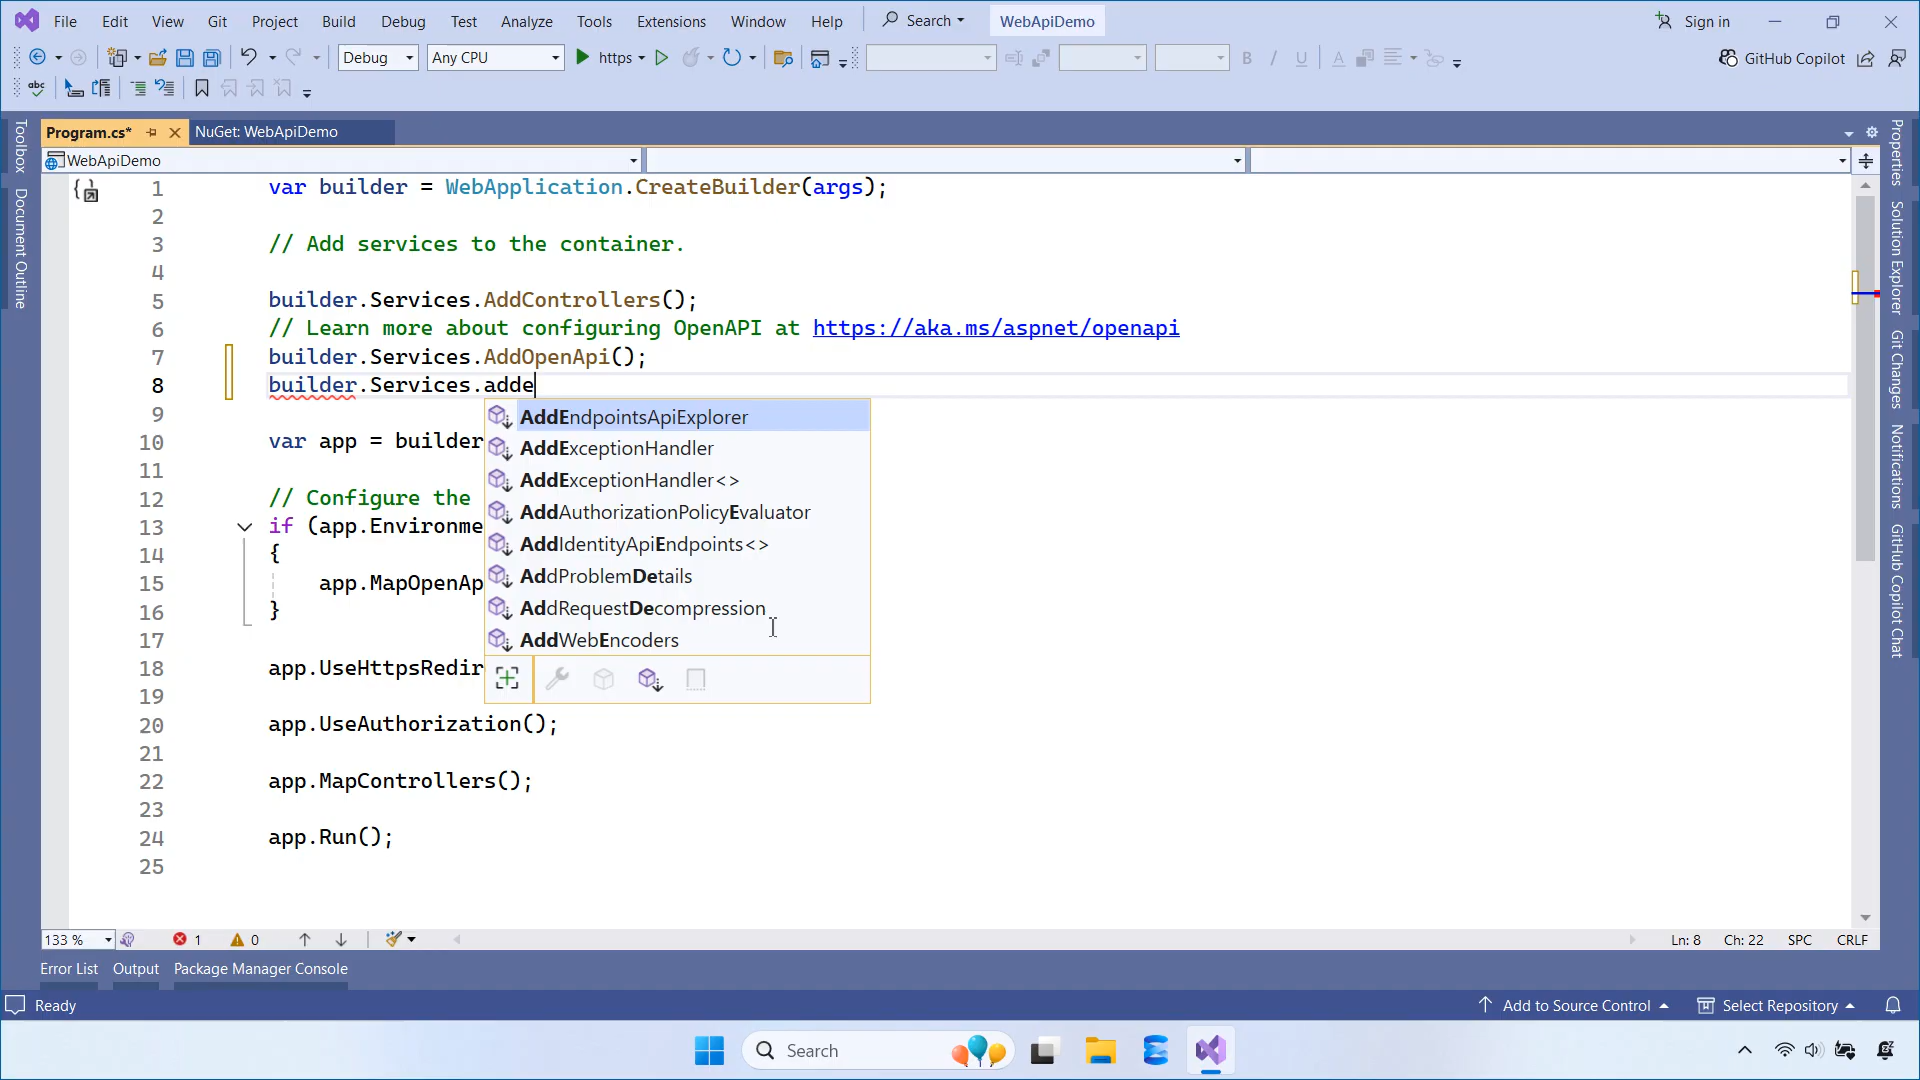 File Edit View Git Project Build Debug Test Analyze Tools Extensions Window Help Search WebApiDemo Sign in
Debug Any CPU https B I U A GitHub Copilot
abc
Program.cs* NuGet: WebApiDemo
WebApiDemo
1 var builder = WebApplication.CreateBuilder(args);
2
3 // Add services to the container.
4
5 builder.Services.AddControllers();
6 // Learn more about configuring OpenAPI at https://aka.ms/aspnet/openapi
7 builder.Services.AddOpenApi();
8 builder.Services.adde
9
10 var app = builder
11
12 // Configure the
13 if (app.Environme
14 {
15 app.MapOpenAp
16 }
17
18 app.UseHttpsRedir
19
20 app.UseAuthorization();
21
22 app.MapControllers();
23
24 app.Run();
25
AddEndpointsApiExplorer
AddExceptionHandler
AddExceptionHandler<>
AddAuthorizationPolicyEvaluator
AddIdentityApiEndpoints<>
AddProblemDetails
AddRequestDecompression
AddWebEncoders
Toolbox
Document Outline
Properties
Solution Explorer
Git Changes
Notifications
GitHub Copilot Chat
133 % 1 0 Ln: 8 Ch: 22 SPC CRLF
Error List Output Package Manager Console
Ready Add to Source Control Select Repository
Search